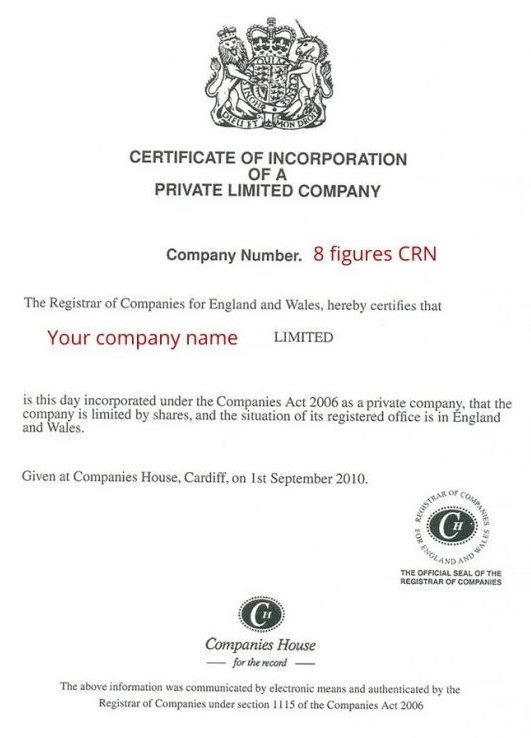 CERTIFICATE OF INCORPORATION
OF A
PRIVATE LIMITED COMPANY
Company Number. 8 figures CRN
The Registrar of Companies for England and Wales, hereby certifies that
Your company name LIMITED
is this day incorporated under the Companies Act 2006 as a private company, that the
company is limited by shares, and the situation of its registered office is in England
and Wales.
Given at Companies House, Cardiff, on 1st September 2010.
REGISTRAR OF COMPANIES
FOR ENGLAND AND WALES
CH
THE OFFICIAL SEAL OF THE
REGISTRAR OF COMPANIES
CH
Companies House
for the record
The above information was communicated by electronic means and authenticated by the
Registrar of Companies under section 1115 of the Companies Act 2006